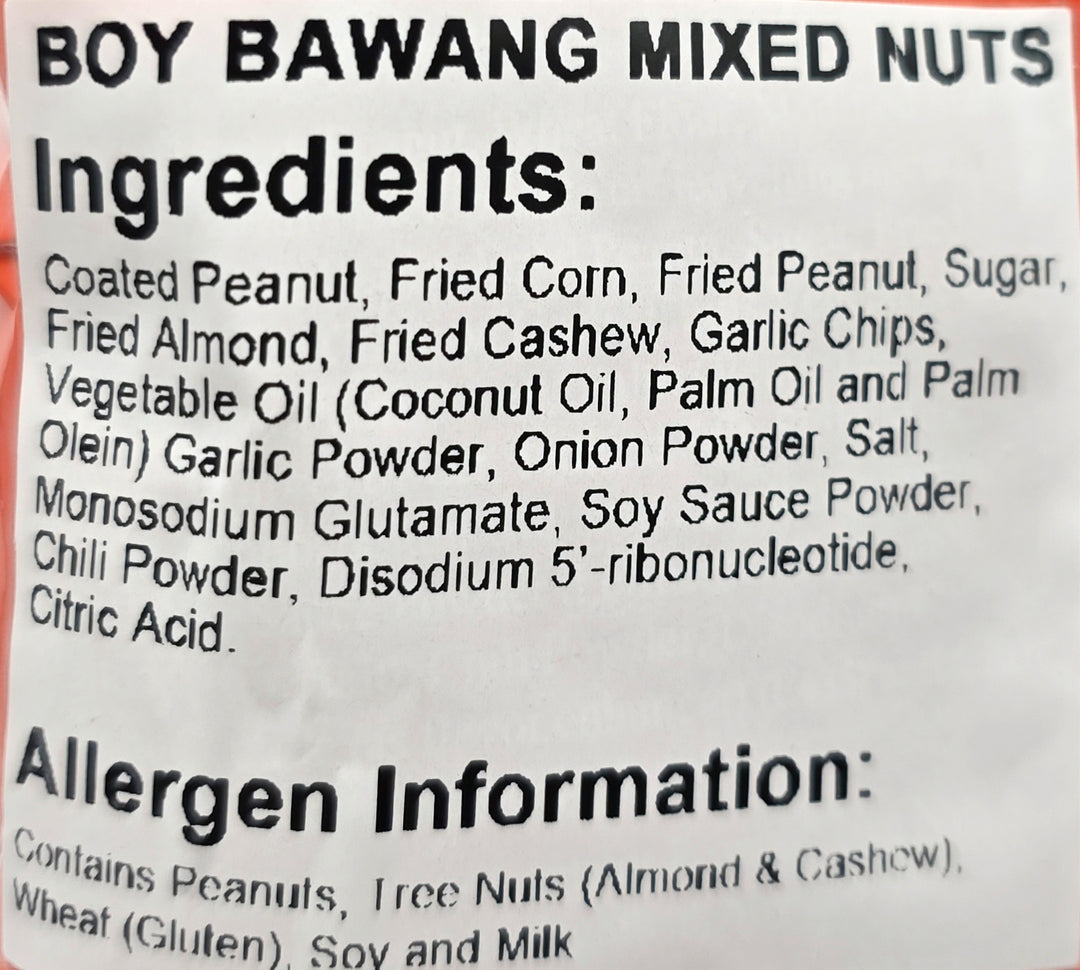 BOY BAWANG MIXED NUTS
Ingredients:
Coated Peanut, Fried Corn, Fried Peanut, Sugar,
Fried Almond, Fried Cashew, Garlic Chips,
Vegetable Oil (Coconut Oil, Palm Oil and Palm
Olein) Garlic Powder, Onion Powder, Salt,
Monosodium Glutamate, Soy Sauce Powder,
Chili Powder, Disodium 5'-ribonucleotide,
Citric Acid.
Allergen Information:
Contains Peanuts, Tree Nuts (Almond & Cashew),
Wheat (Gluten), Soy and Milk